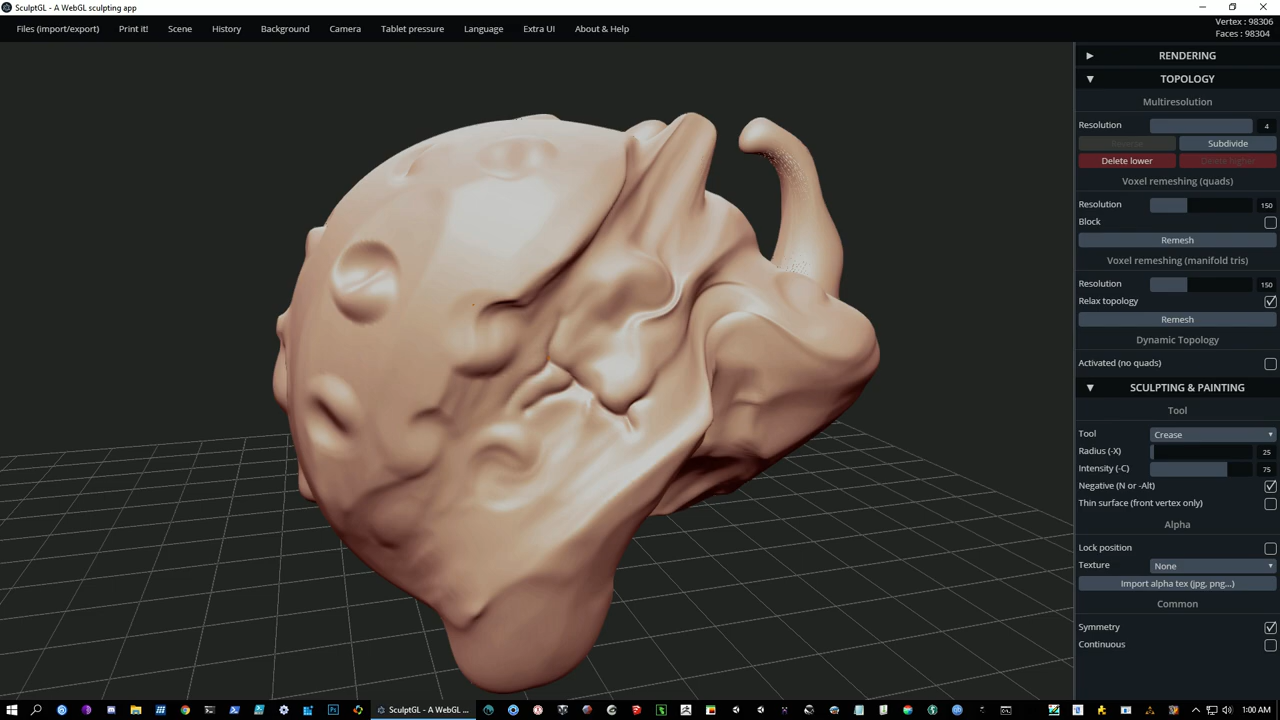 SculptGL - A WebGL sculpting app
Files (import/export) Print it! Scene History Background Camera Tablet pressure Language Extra UI About & Help
Vertex : 98306
Faces : 98304
RENDERING
TOPOLOGY
Multiresolution
Resolution 4
Reverse Subdivide
Delete lower Delete higher
Voxel remeshing (quads)
Resolution 150
Block
Remesh
Voxel remeshing (manifold tris)
Resolution 150
Relax topology
Remesh
Dynamic Topology
Activated (no quads)
SCULPTING & PAINTING
Tool
Tool Crease
Radius (-X) 25
Intensity (-C) 75
Negative (N or -Alt)
Thin surface (front vertex only)
Alpha
Lock position
Texture None
Import alpha tex (jpg, png...)
Common
Symmetry
Continuous
SculptGL - A WebGL ... 1:00 AM